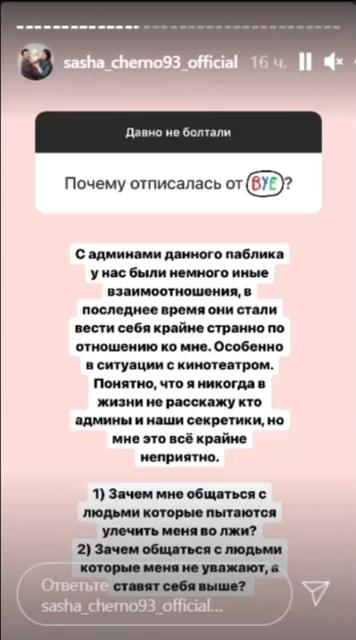 sasha_cherno93_official 16 ч.
Давно не болтали
Почему отписалась от BYE?
С админами данного паблика
у нас были немного иные
взаимоотношения, в
последнее время они стали
вести себя крайне странно по
отношению ко мне. Особенно
в ситуации с кинотеатром.
Понятно, что я никогда в
жизни не расскажу кто
админы и наши секретики, но
мне это всё крайне
неприятно.
1) Зачем мне общаться с
людьми которые пытаются
уличить меня во лжи?
2) Зачем общаться с людьми
которые меня не уважают, а
ставят себя выше?
Ответьте
sasha_cherno93_official...